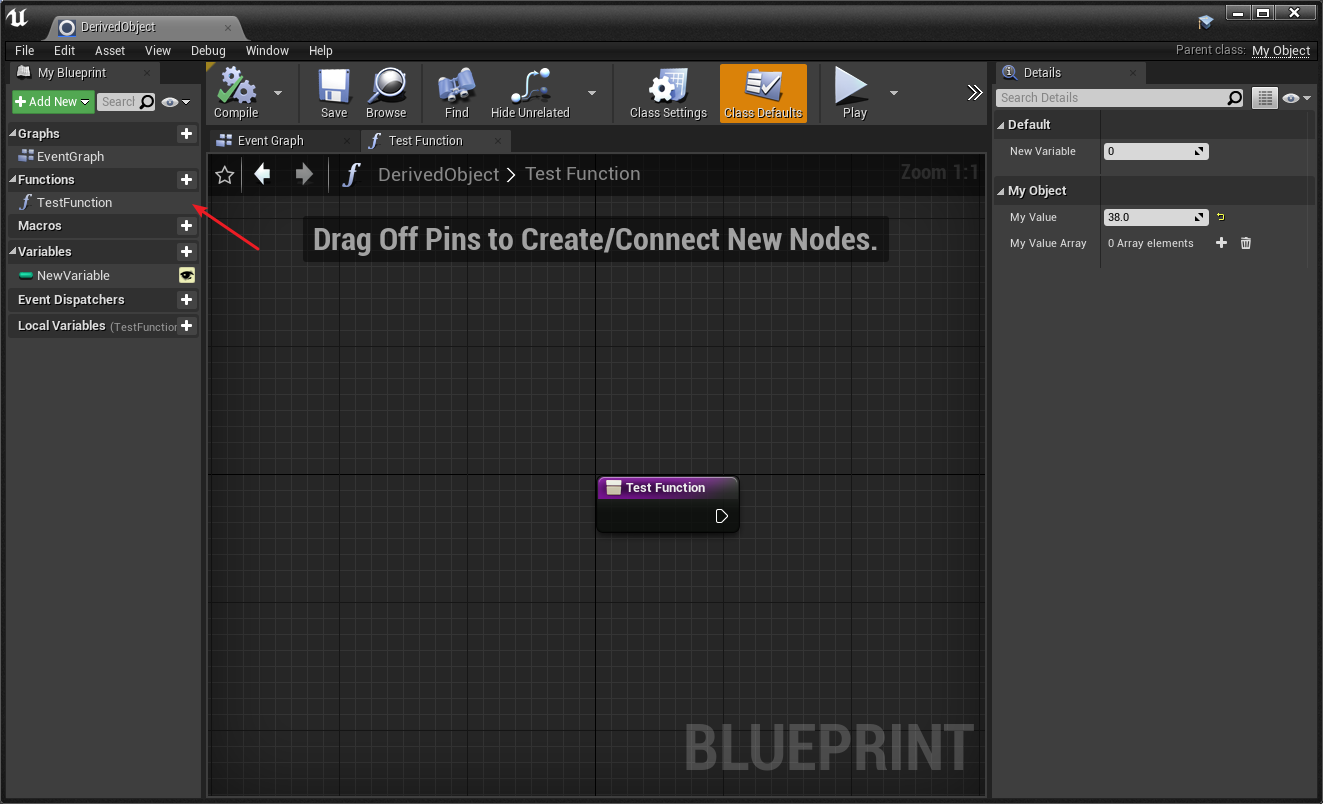 DerivedObject
File Edit Asset View Debug Window Help
Parent class: My Object
My Blueprint
Add New
Search
Graphs
EventGraph
Functions
TestFunction
Macros
Variables
NewVariable
Event Dispatchers
Local Variables (TestFunction
Compile
Save
Browse
Find
Hide Unrelated
Class Settings
Class Defaults
Play
Event Graph
Test Function
DerivedObject > Test Function
Zoom 1:1
Drag Off Pins to Create/Connect New Nodes.
Test Function
BLUEPRINT
Details
Search Details
Default
New Variable 0
My Object
My Value 38.0
My Value Array 0 Array elements